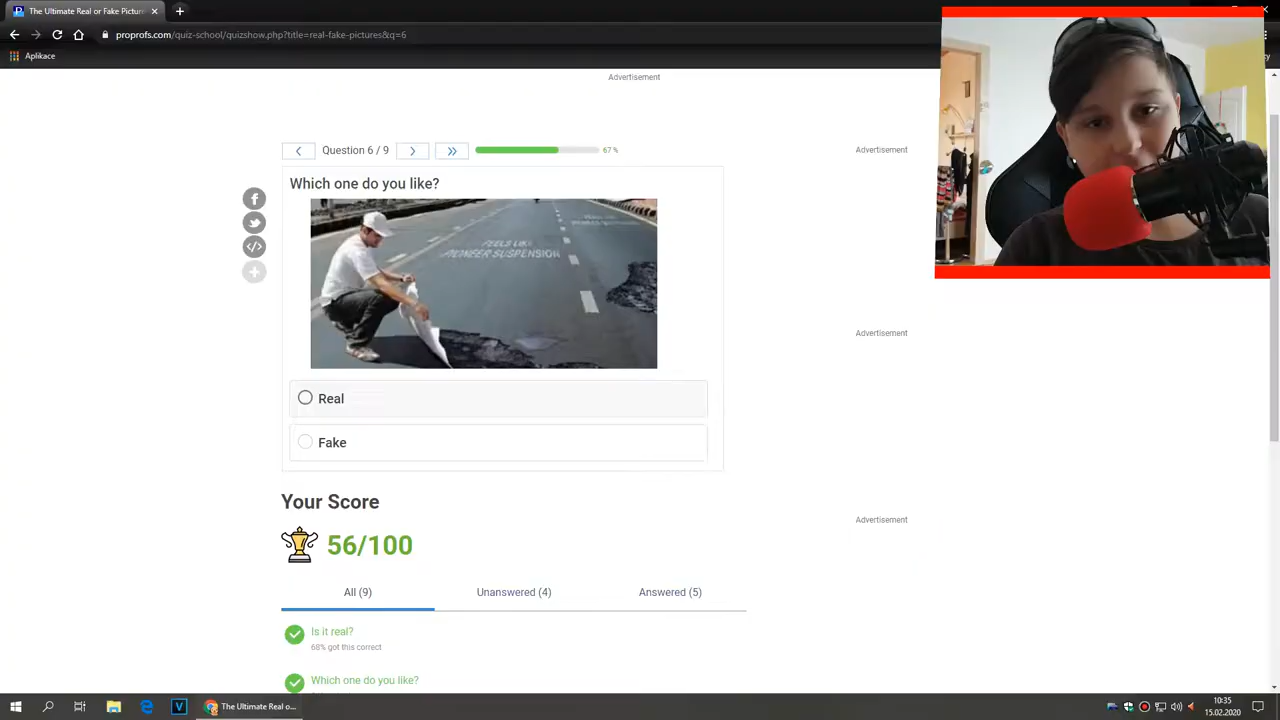 The Ultimate Real or Fake Picture
proprofs.com/quiz-school/quizshow.php?title=real-fake-pictures&q=6
Aplikace
Advertisement
Question 6 / 9
67 %
Advertisement
Which one do you like?
FEELS LIKE
PIONEER SUSPENSION
Real
Advertisement
Fake
Your Score
Advertisement
56/100
All (9)
Unanswered (4)
Answered (5)
Is it real?
68% got this correct
Which one do you like?
The Ultimate Real o...
10:35
15.02.2020